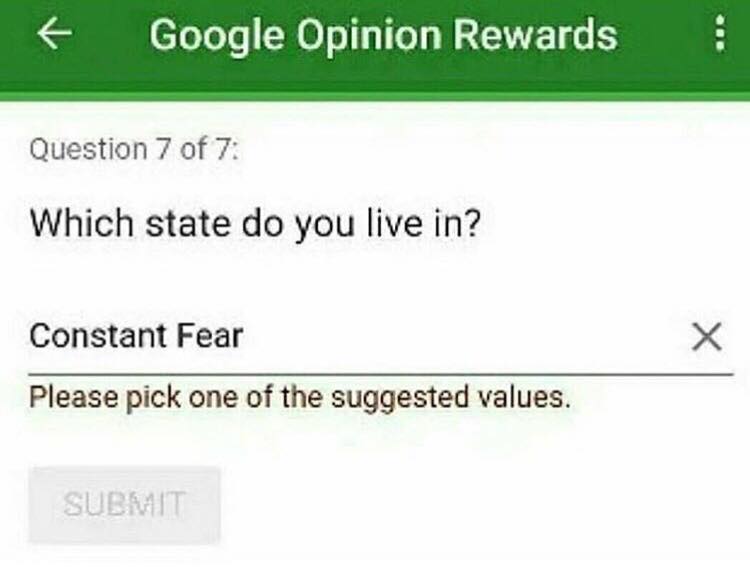 Google Opinion Rewards
Question 7 of 7:
Which state do you live in?
Constant Fear
Please pick one of the suggested values.
SUBMIT